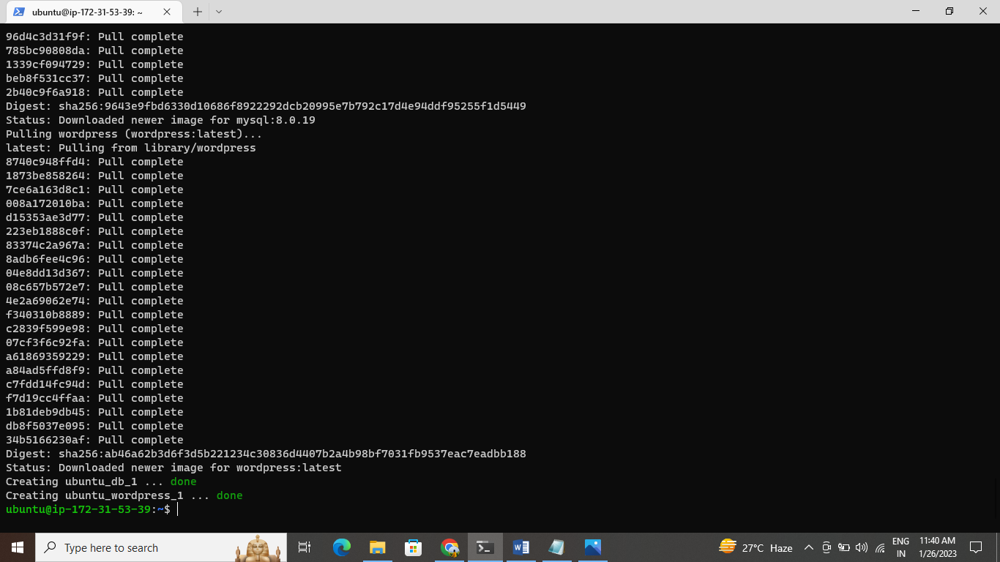 ubuntu@ip-172-31-53-39: ~
96d4c3d31f9f: Pull complete
785bc90808da: Pull complete
1339cf094729: Pull complete
beb8f531cc37: Pull complete
2b40c9f6a918: Pull complete
Digest: sha256:9643e9fbd6330d10686f8922292dcb20995e7b792c17d4e94ddf95255f1d5449
Status: Downloaded newer image for mysql:8.0.19
Pulling wordpress (wordpress:latest)...
latest: Pulling from library/wordpress
8740c948ffd4: Pull complete
1873be858264: Pull complete
7ce6a163d8c1: Pull complete
008a172010ba: Pull complete
d15353ae3d77: Pull complete
223eb1888c0f: Pull complete
83374c2a967a: Pull complete
8adb6fee4c96: Pull complete
04e8dd13d367: Pull complete
08c657b572e7: Pull complete
4e2a69062e74: Pull complete
f340310b8889: Pull complete
c2839f599e98: Pull complete
07cf3f6c92fa: Pull complete
a61869359229: Pull complete
a84ad5ffd8f9: Pull complete
c7fdd14fc94d: Pull complete
f7d19cc4ffaa: Pull complete
1b81deb9db45: Pull complete
db8f5037e095: Pull complete
34b5166230af: Pull complete
Digest: sha256:ab46a62b3d6f3d5b221234c30836d4407b2a4b98bf7031fb9537eac7eadbb188
Status: Downloaded newer image for wordpress:latest
Creating ubuntu_db_1 ... done
Creating ubuntu_wordpress_1 ... done
ubuntu@ip-172-31-53-39:~$
Type here to search
27°C Haze
ENG
IN
11:40 AM
1/26/2023